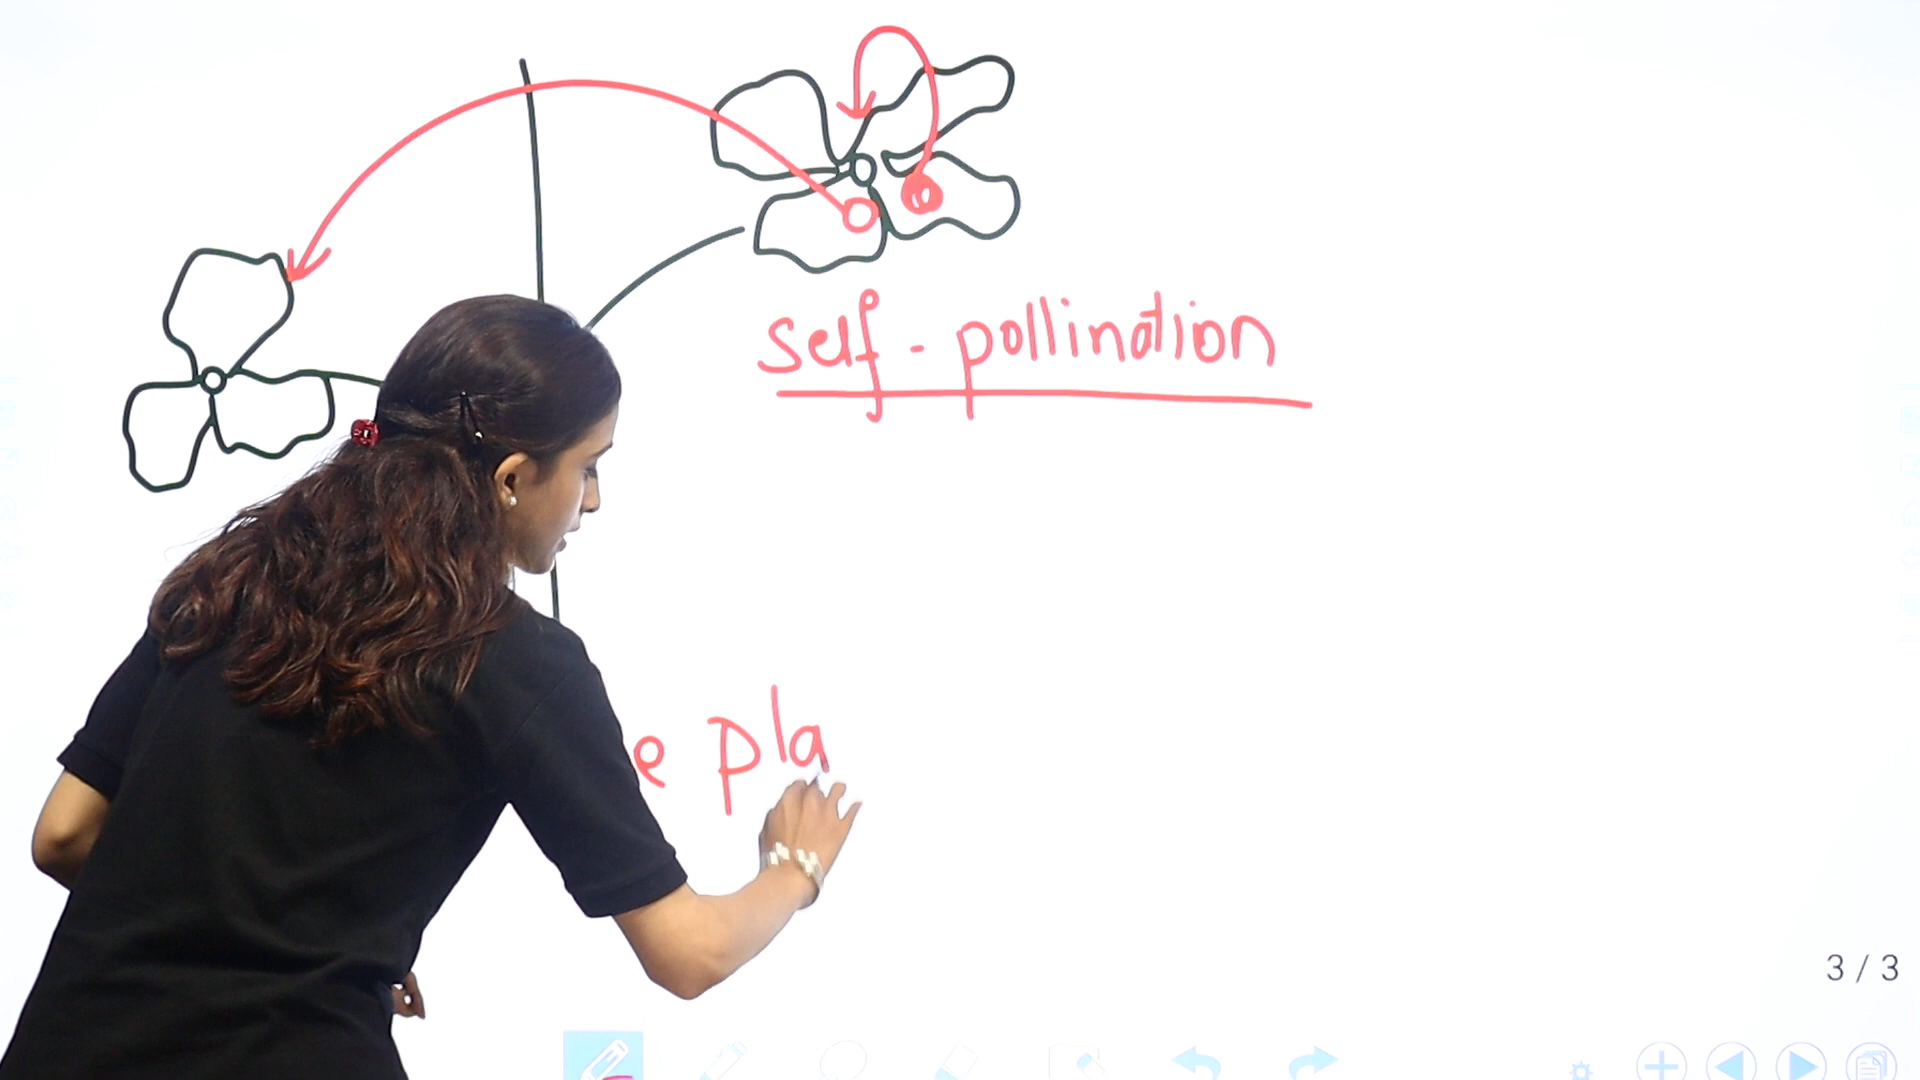 self - pollination
e pla
3 / 3